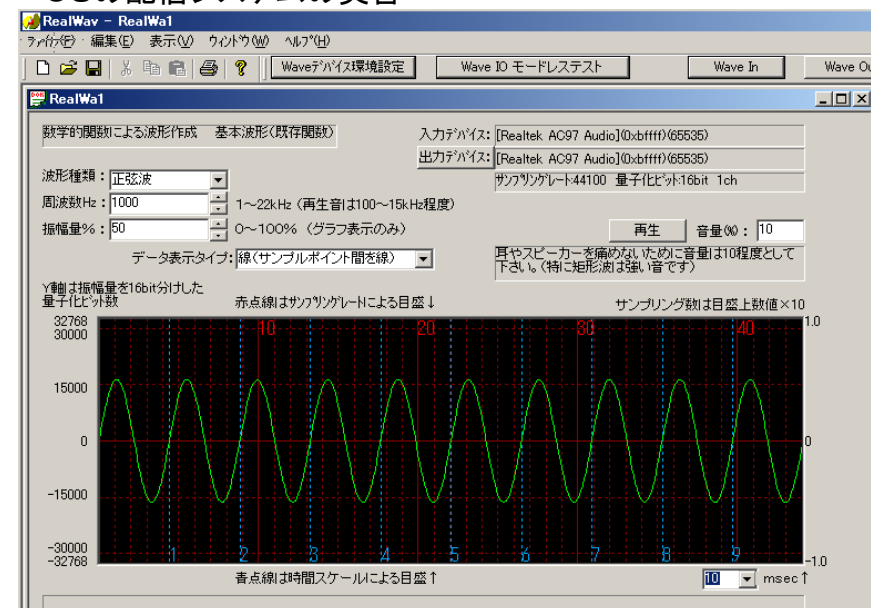 RealWav - RealWa1
ファイル(F) 編集(E) 表示(V) ウィンドウ(W) ヘルプ(H)
Waveデバイス環境設定 Wave IO モードレステスト Wave In Wave Ou
RealWa1
数学的関数による波形作成 基本波形(既存関数)
入力デバイス: [Realtek AC97 Audio](0xbffff)(65535)
出力デバイス: [Realtek AC97 Audio](0xbffff)(65535)
サンプリングレート:44100 量子化ビット:16bit 1ch
波形種類: 正弦波
周波数Hz: 1000 1~22kHz (再生音は100~15kHz程度)
振幅量%: 50 0~100% (グラフ表示のみ)
再生 音量(%): 10
データ表示タイプ: 線(サンプルポイント間を線)
耳やスピーカーを痛めないために音量は10程度として
下さい。(特に矩形波は強い音です)
Y軸は振幅量を16bit分けした
量子化ビット数
赤点線はサンプリングレートによる目盛↓ サンプリング数は目盛上数値×10
32768 10 20 30 40 1.0
30000
15000
0 0
-15000
-30000
-32768 1 2 3 4 5 6 7 8 9 -1.0
青点線は時間スケールによる目盛↑ 10 msec↑